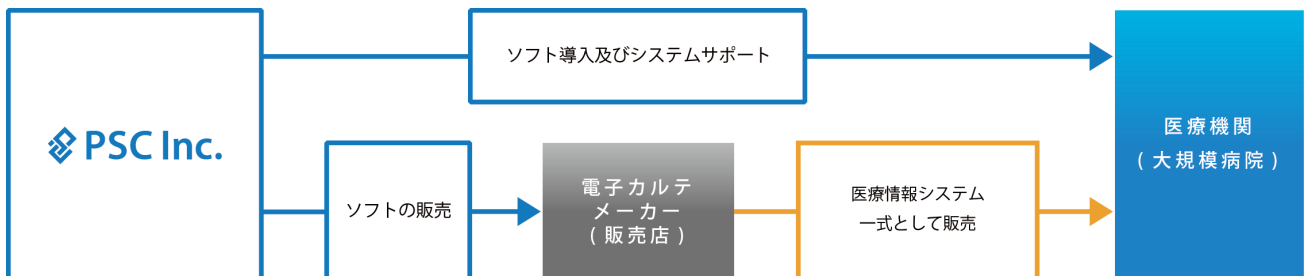 ソフト導入及びシステムサポート
PSC Inc.
ソフトの販売
電子カルテ
メーカー
(販売店)
医療情報システム
一式として販売
医療機関
(大規模病院)